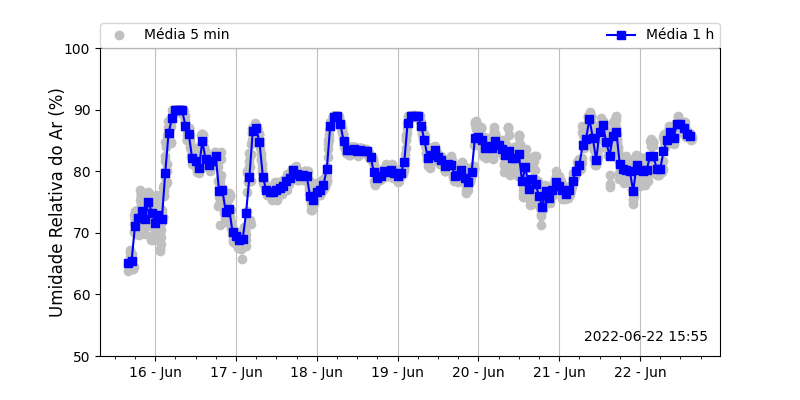 Média 5 min
Média 1 h
Umidade Relativa do Ar (%)
100
90
80
70
60
50
2022-06-22 15:55
16 - Jun
17 - Jun
18 - Jun
19 - Jun
20 - Jun
21 - Jun
22 - Jun